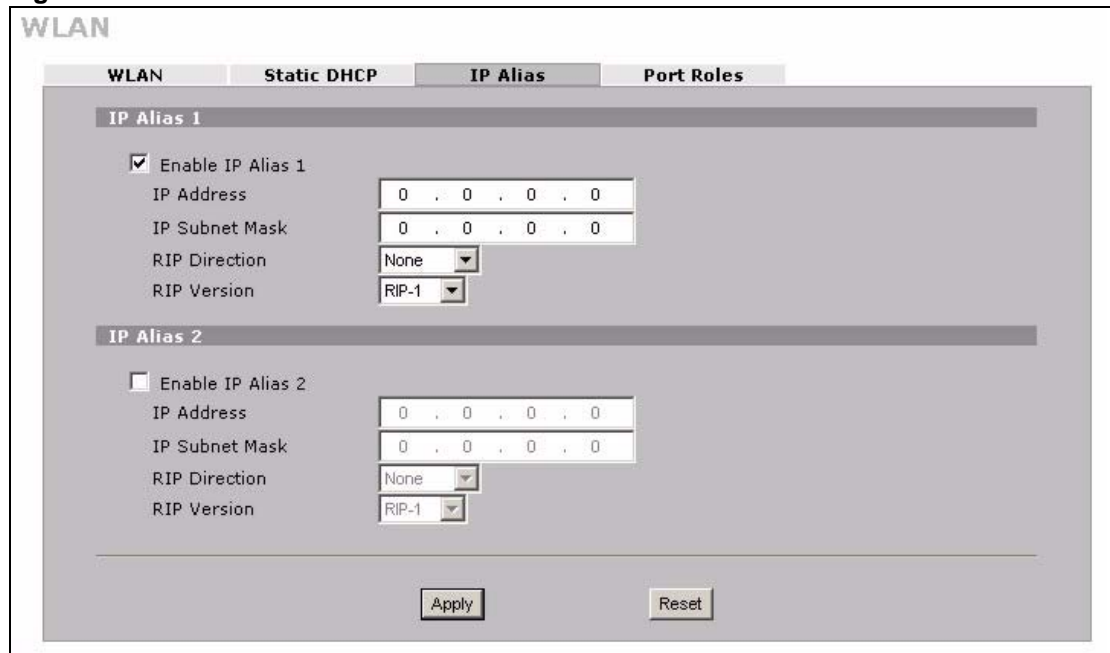 WLAN
WLAN Static DHCP IP Alias Port Roles
IP Alias 1
Enable IP Alias 1
IP Address 0 . 0 . 0 . 0
IP Subnet Mask 0 . 0 . 0 . 0
RIP Direction None
RIP Version RIP-1
IP Alias 2
Enable IP Alias 2
IP Address 0 . 0 . 0 . 0
IP Subnet Mask 0 . 0 . 0 . 0
RIP Direction None
RIP Version RIP-1
Apply Reset